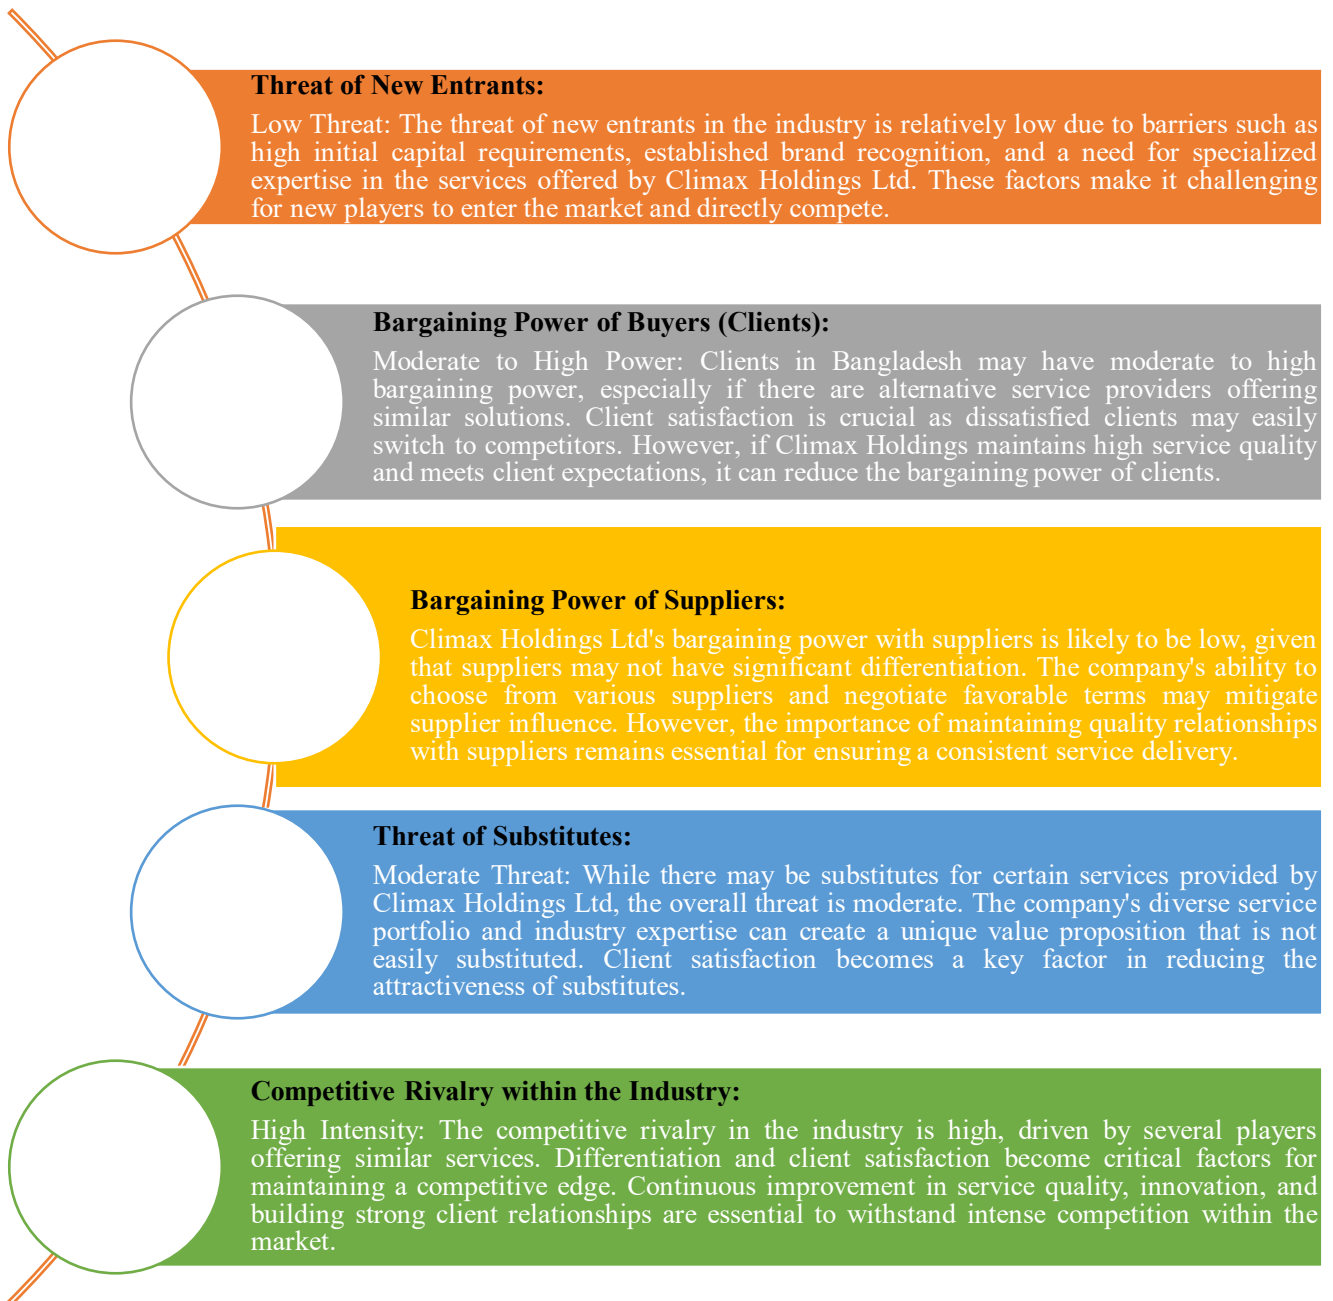 Threat of New Entrants:
Low Threat: The threat of new entrants in the industry is relatively low due to barriers such as
high initial capital requirements, established brand recognition, and a need for specialized
expertise in the services offered by Climax Holdings Ltd. These factors make it challenging
for new players to enter the market and directly compete.
Bargaining Power of Buyers (Clients):
Moderate to High Power: Clients in Bangladesh may have moderate to high
bargaining power, especially if there are alternative service providers offering
similar solutions. Client satisfaction is crucial as dissatisfied clients may easily
switch to competitors. However, if Climax Holdings maintains high service quality
and meets client expectations, it can reduce the bargaining power of clients.
Bargaining Power of Suppliers:
Climax Holdings Ltd's bargaining power with suppliers is likely to be low, given
that suppliers may not have significant differentiation. The company's ability to
choose from various suppliers and negotiate favorable terms may mitigate
supplier influence. However, the importance of maintaining quality relationships
with suppliers remains essential for ensuring a consistent service delivery.
Threat of Substitutes:
Moderate Threat: While there may be substitutes for certain services provided by
Climax Holdings Ltd, the overall threat is moderate. The company's diverse service
portfolio and industry expertise can create a unique value proposition that is not
easily substituted. Client satisfaction becomes a key factor in reducing the
attractiveness of substitutes.
Competitive Rivalry within the Industry:
High Intensity: The competitive rivalry in the industry is high, driven by several players
offering similar services. Differentiation and client satisfaction become critical factors for
maintaining a competitive edge. Continuous improvement in service quality, innovation, and
building strong client relationships are essential to withstand intense competition within the
market.